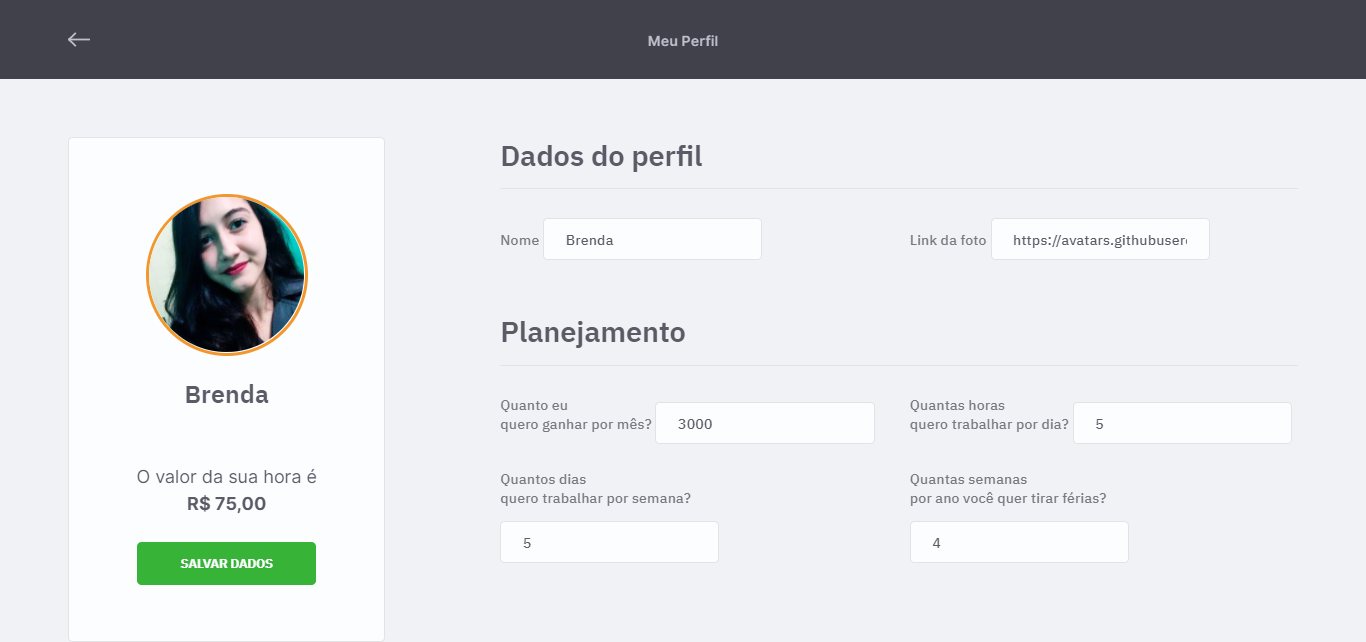 Meu Perfil
Brenda
O valor da sua hora é
R$ 75,00
SALVAR DADOS
Dados do perfil
Nome
Brenda
Link da foto
https://avatars.githubuser
Planejamento
Quanto eu
quero ganhar por mês?
3000
Quantas horas
quero trabalhar por dia?
5
Quantos dias
quero trabalhar por semana?
5
Quantas semanas
por ano você quer tirar férias?
4